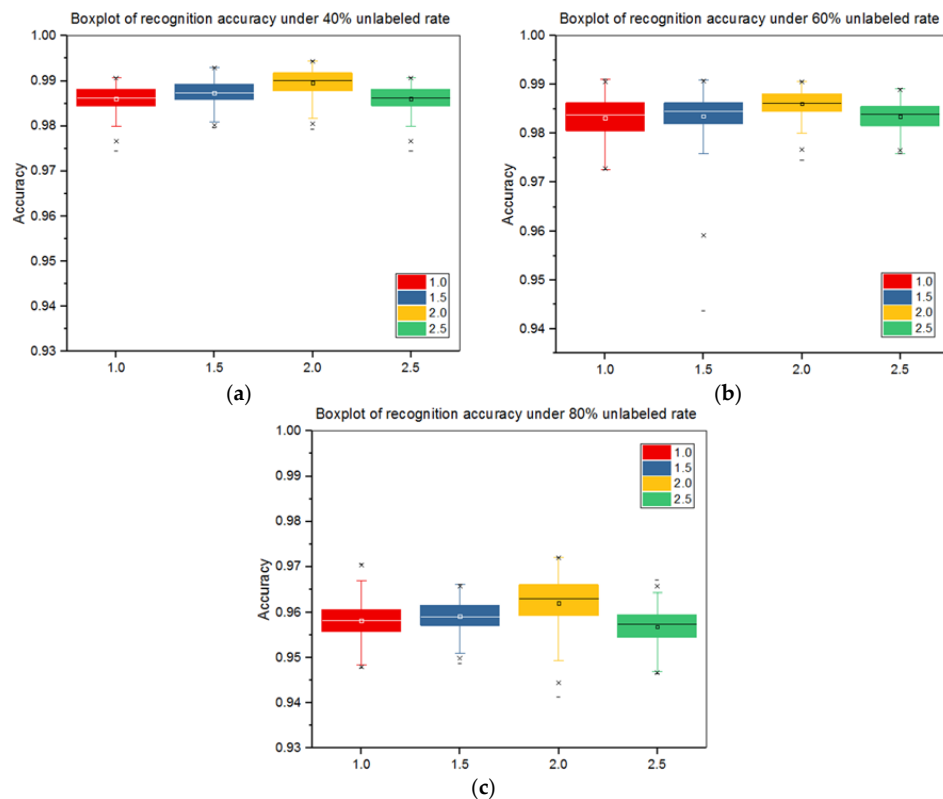 Boxplot of recognition accuracy under 40% unlabeled rate
1.00
0.99
0.98
0.97
0.96
0.95
0.94
0.93
Accuracy
1.0
1.5
2.0
2.5
1.0 1.5 2.0 2.5
(a)
Boxplot of recognition accuracy under 60% unlabeled rate
1.00
0.99
0.98
0.97
0.96
0.95
0.94
Accuracy
1.0
1.5
2.0
2.5
1.0 1.5 2.0 2.5
(b)
Boxplot of recognition accuracy under 80% unlabeled rate
1.00
0.99
0.98
0.97
0.96
0.95
0.94
0.93
Accuracy
1.0
1.5
2.0
2.5
1.0 1.5 2.0 2.5
(c)